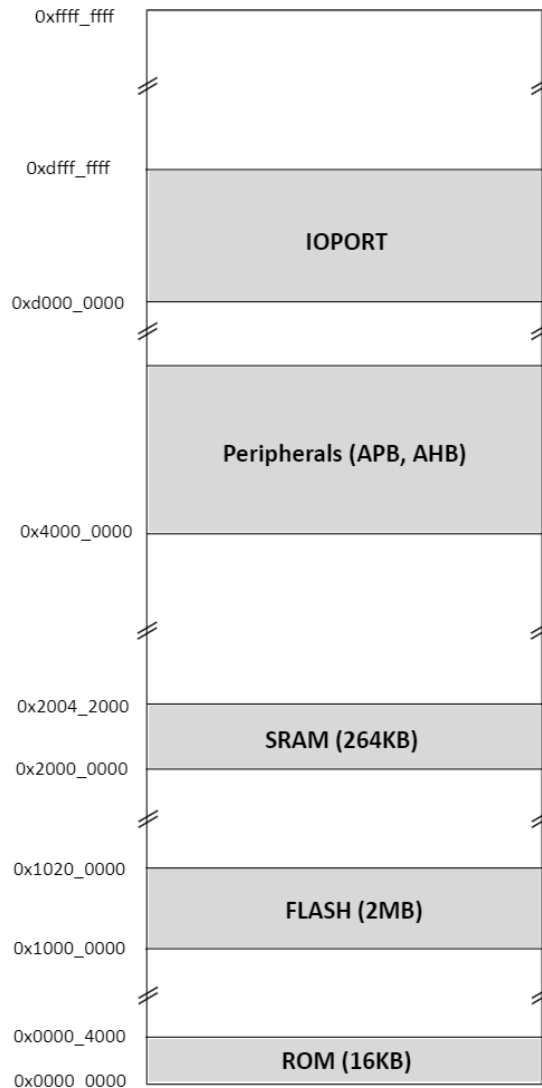 0xffff_ffff
0xdfff_ffff
IOPORT
0xd000_0000
Peripherals (APB, AHB)
0x4000_0000
0x2004_2000
SRAM (264KB)
0x2000_0000
0x1020_0000
FLASH (2MB)
0x1000_0000
0x0000_4000
ROM (16KB)
0x0000_0000